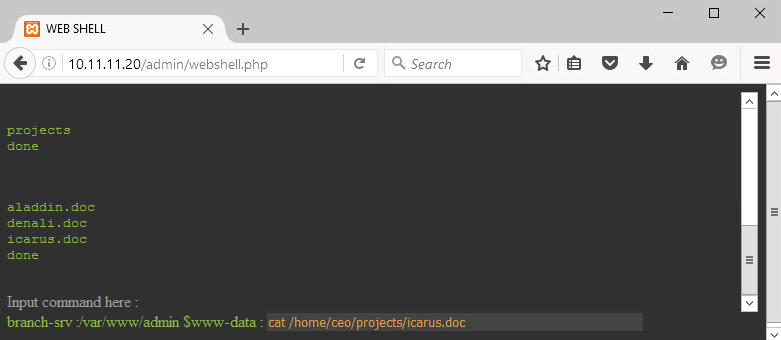 WEB SHELL
10.11.11.20/admin/webshell.php
Search
projects
done
aladdin.doc
denali.doc
icarus.doc
done
Input command here :
branch-srv :/var/www/admin $www-data : cat /home/ceo/projects/icarus.doc